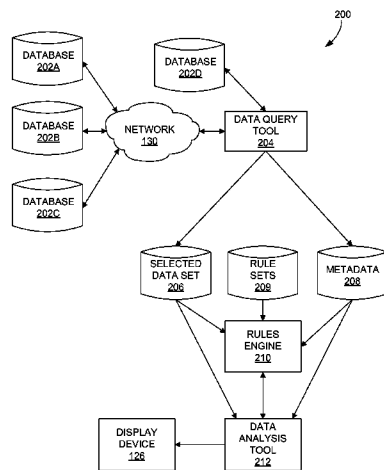 200
DATABASE
202A
DATABASE
202D
DATABASE
202B
NETWORK
130
DATA QUERY
TOOL
204
DATABASE
202C
SELECTED
DATA SET
206
RULE
SETS
209
METADATA
208
RULES
ENGINE
210
DISPLAY
DEVICE
126
DATA
ANALYSIS
TOOL
212